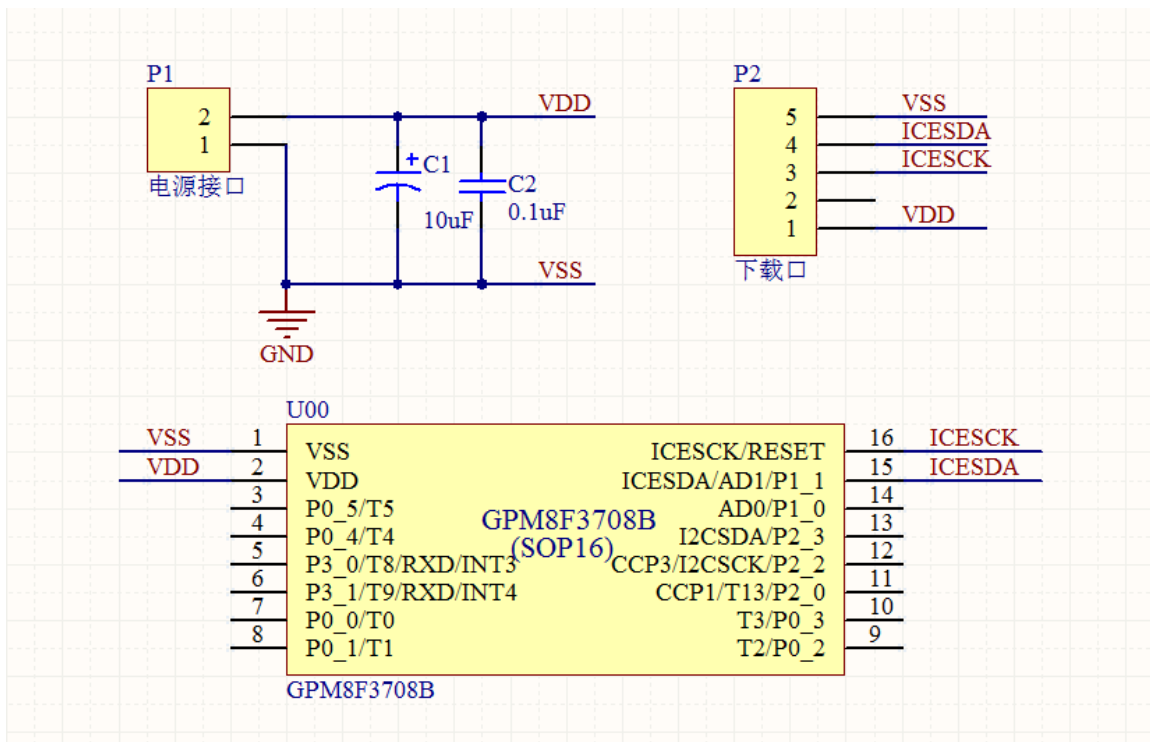 P1
2
1
电源接口
VDD
+
C1
10uF
C2
0.1uF
VSS
GND
P2
5
4
3
2
1
VSS
ICESDA
ICESCK
VDD
下载口
U00
VSS 1 VSS
VDD 2 VDD
3 P0_5/T5
4 P0_4/T4
5 P3_0/T8/RXD/INT3
6 P3_1/T9/RXD/INT4
7 P0_0/T0
8 P0_1/T1
GPM8F3708B
(SOP16)
ICESCK/RESET 16 ICESCK
ICESDA/AD1/P1_1 15 ICESDA
AD0/P1_0 14
I2CSDA/P2_3 13
CCP3/I2CSCK/P2_2 12
CCP1/T13/P2_0 11
T3/P0_3 10
T2/P0_2 9
GPM8F3708B